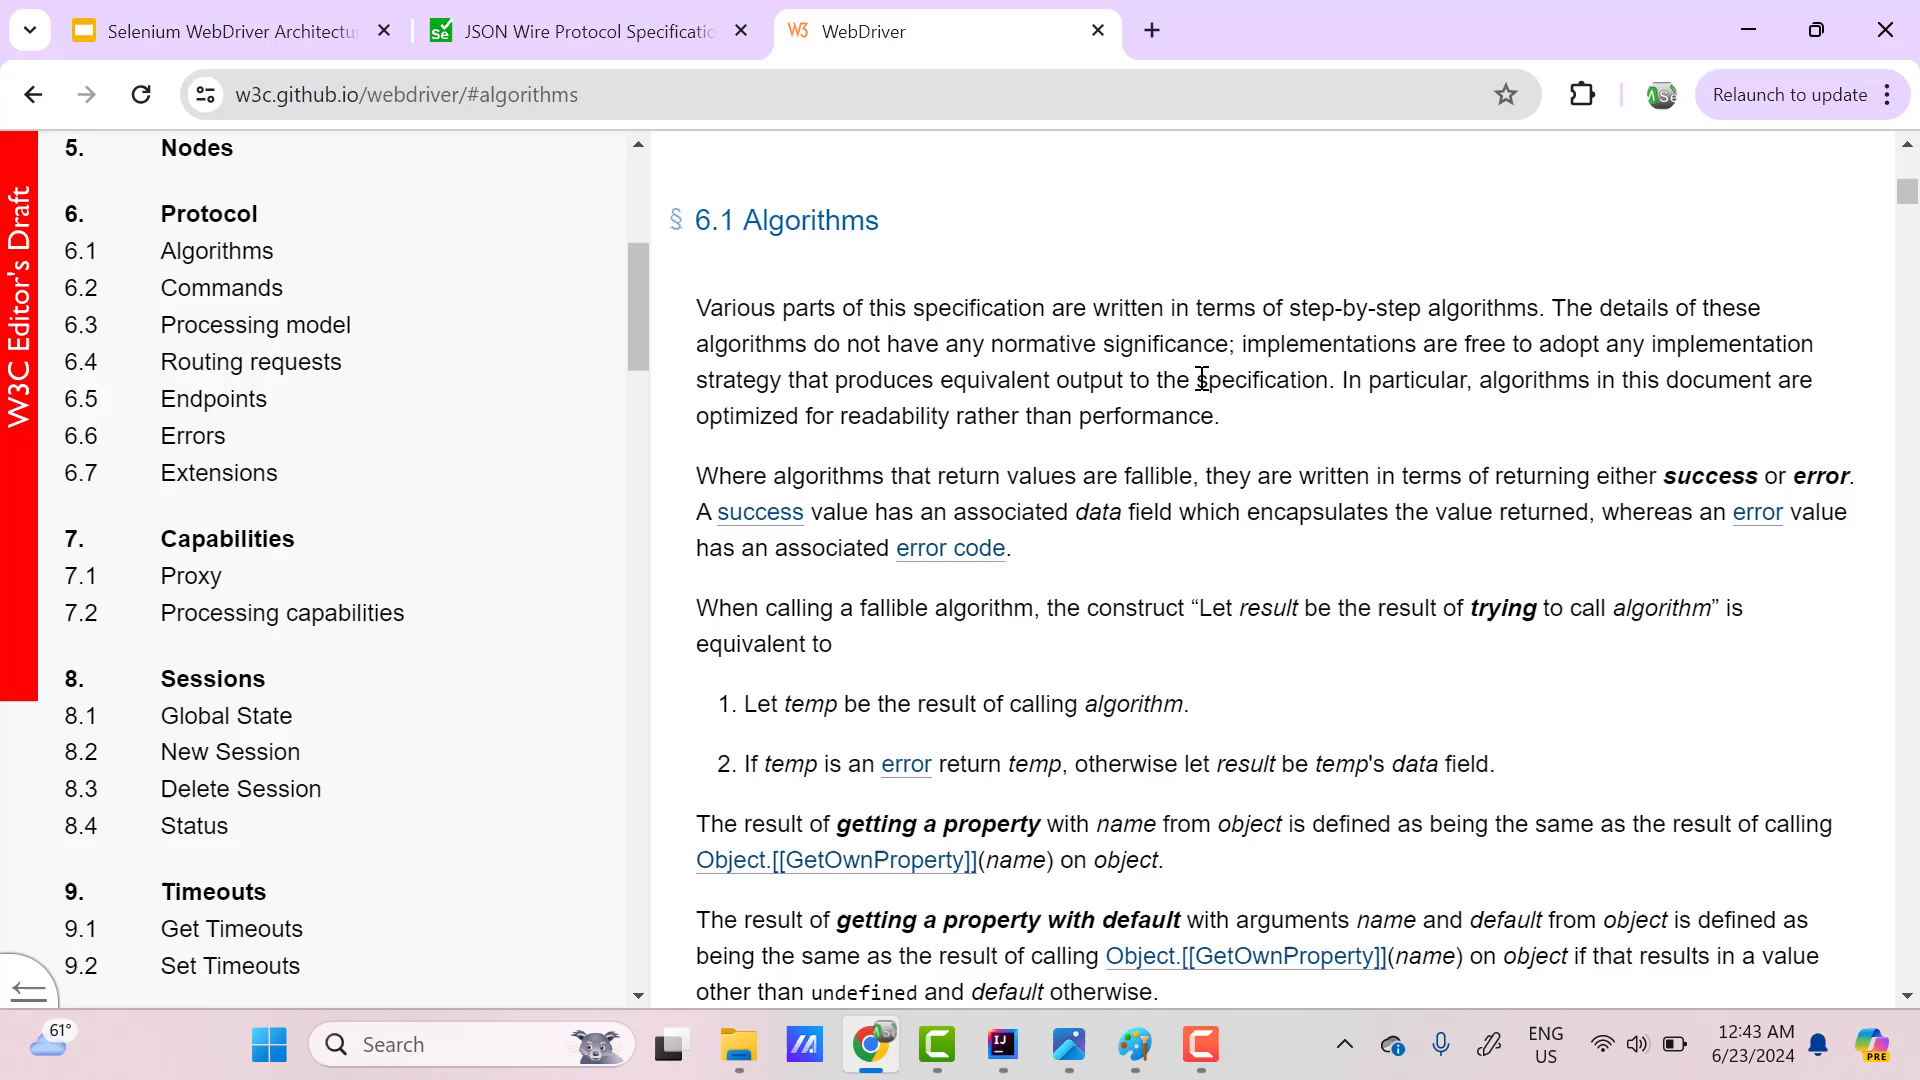 Selenium WebDriver Architectu
JSON Wire Protocol Specificatio
WebDriver
w3c.github.io/webdriver/#algorithms
Relaunch to update
W3C Editor's Draft
5. Nodes
6. Protocol
6.1 Algorithms
6.2 Commands
6.3 Processing model
6.4 Routing requests
6.5 Endpoints
6.6 Errors
6.7 Extensions
7. Capabilities
7.1 Proxy
7.2 Processing capabilities
8. Sessions
8.1 Global State
8.2 New Session
8.3 Delete Session
8.4 Status
9. Timeouts
9.1 Get Timeouts
9.2 Set Timeouts
§ 6.1 Algorithms
Various parts of this specification are written in terms of step-by-step algorithms. The details of these
algorithms do not have any normative significance; implementations are free to adopt any implementation
strategy that produces equivalent output to the specification. In particular, algorithms in this document are
optimized for readability rather than performance.
Where algorithms that return values are fallible, they are written in terms of returning either success or error.
A success value has an associated data field which encapsulates the value returned, whereas an error value
has an associated error code.
When calling a fallible algorithm, the construct “Let result be the result of trying to call algorithm” is
equivalent to
1. Let temp be the result of calling algorithm.
2. If temp is an error return temp, otherwise let result be temp's data field.
The result of getting a property with name from object is defined as being the same as the result of calling
Object.[[GetOwnProperty]](name) on object.
The result of getting a property with default with arguments name and default from object is defined as
being the same as the result of calling Object.[[GetOwnProperty]](name) on object if that results in a value
other than undefined and default otherwise.
61°
Search
ENG
US
12:43 AM
6/23/2024
PRE